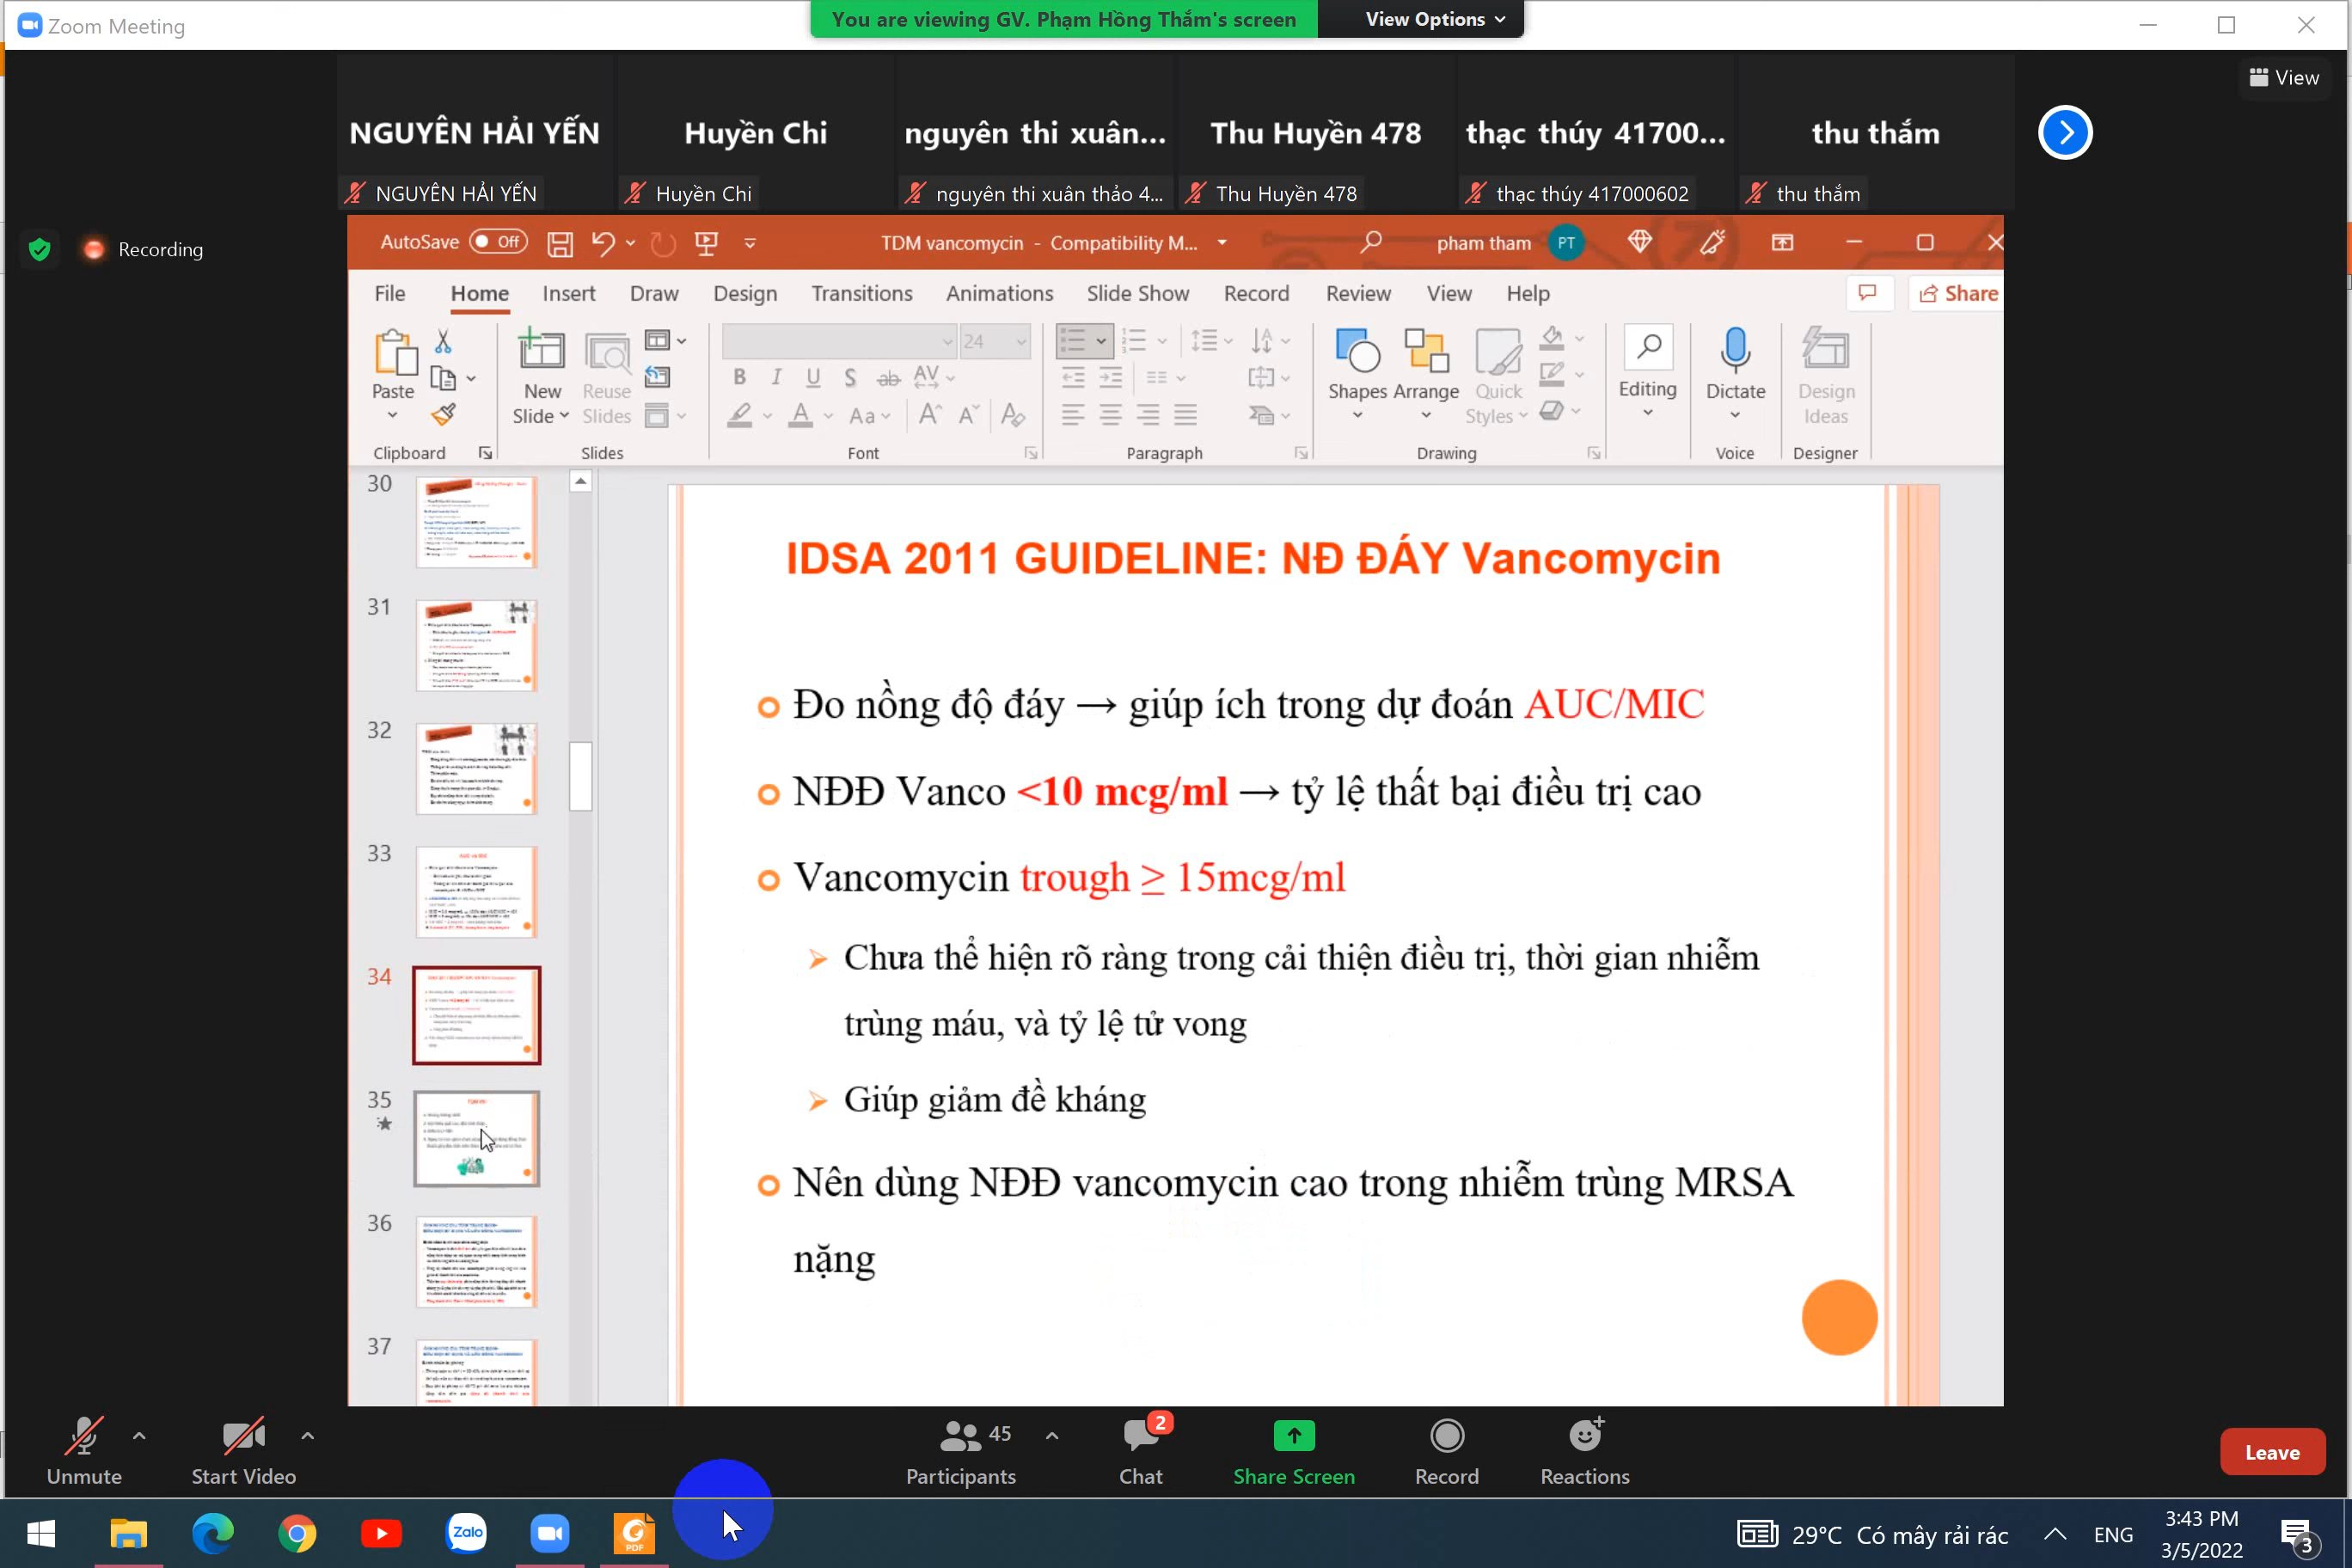 Zoom Meeting
You are viewing GV. Phạm Hồng Thắm's screen
View Options
View
NGUYÊN HẢI YẾN
Huyền Chi
nguyên thi xuân...
Thu Huyền 478
thạc thúy 41700...
thu thắm
NGUYÊN HẢI YẾN
Huyền Chi
nguyên thi xuân thảo 4...
Thu Huyền 478
thạc thúy 417000602
thu thắm
Recording
AutoSave Off
TDM vancomycin - Compatibility M...
pham tham PT
File Home Insert Draw Design Transitions Animations Slide Show Record Review View Help
Share
Paste
New Slide
Reuse Slides
24
Shapes
Arrange
Quick Styles
Editing
Dictate
Design Ideas
Clipboard
Slides
Font
Paragraph
Drawing
Voice
Designer
30
31
32
33
34
35
36
37
IDSA 2011 GUIDELINE: NĐ ĐÁY Vancomycin
Đo nồng độ đáy → giúp ích trong dự đoán AUC/MIC
NĐĐ Vanco <10 mcg/ml → tỷ lệ thất bại điều trị cao
Vancomycin trough ≥ 15mcg/ml
Chưa thể hiện rõ ràng trong cải thiện điều trị, thời gian nhiễm
trùng máu, và tỷ lệ tử vong
Giúp giảm đề kháng
Nên dùng NĐĐ vancomycin cao trong nhiễm trùng MRSA
nặng
Unmute
Start Video
45
Participants
2
Chat
Share Screen
Record
Reactions
Leave
Zalo
PDF
29°C Có mây rải rác
ENG
3:43 PM
3/5/2022
3